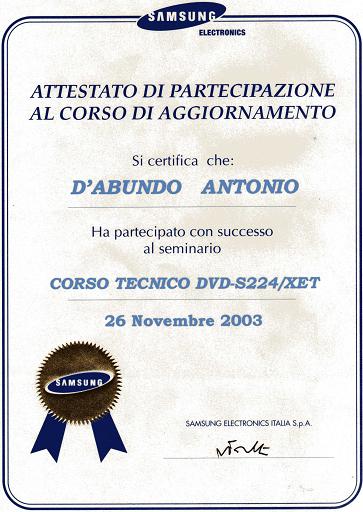 SAMSUNG
ELECTRONICS
ATTESTATO DI PARTECIPAZIONE
AL CORSO DI AGGIORNAMENTO
Si certifica che:
D'ABUNDO ANTONIO
Ha partecipato con successo
al seminario
CORSO TECNICO DVD-S224/XET
26 Novembre 2003
SAMSUNG
SAMSUNG ELECTRONICS ITALIA S.p.A.